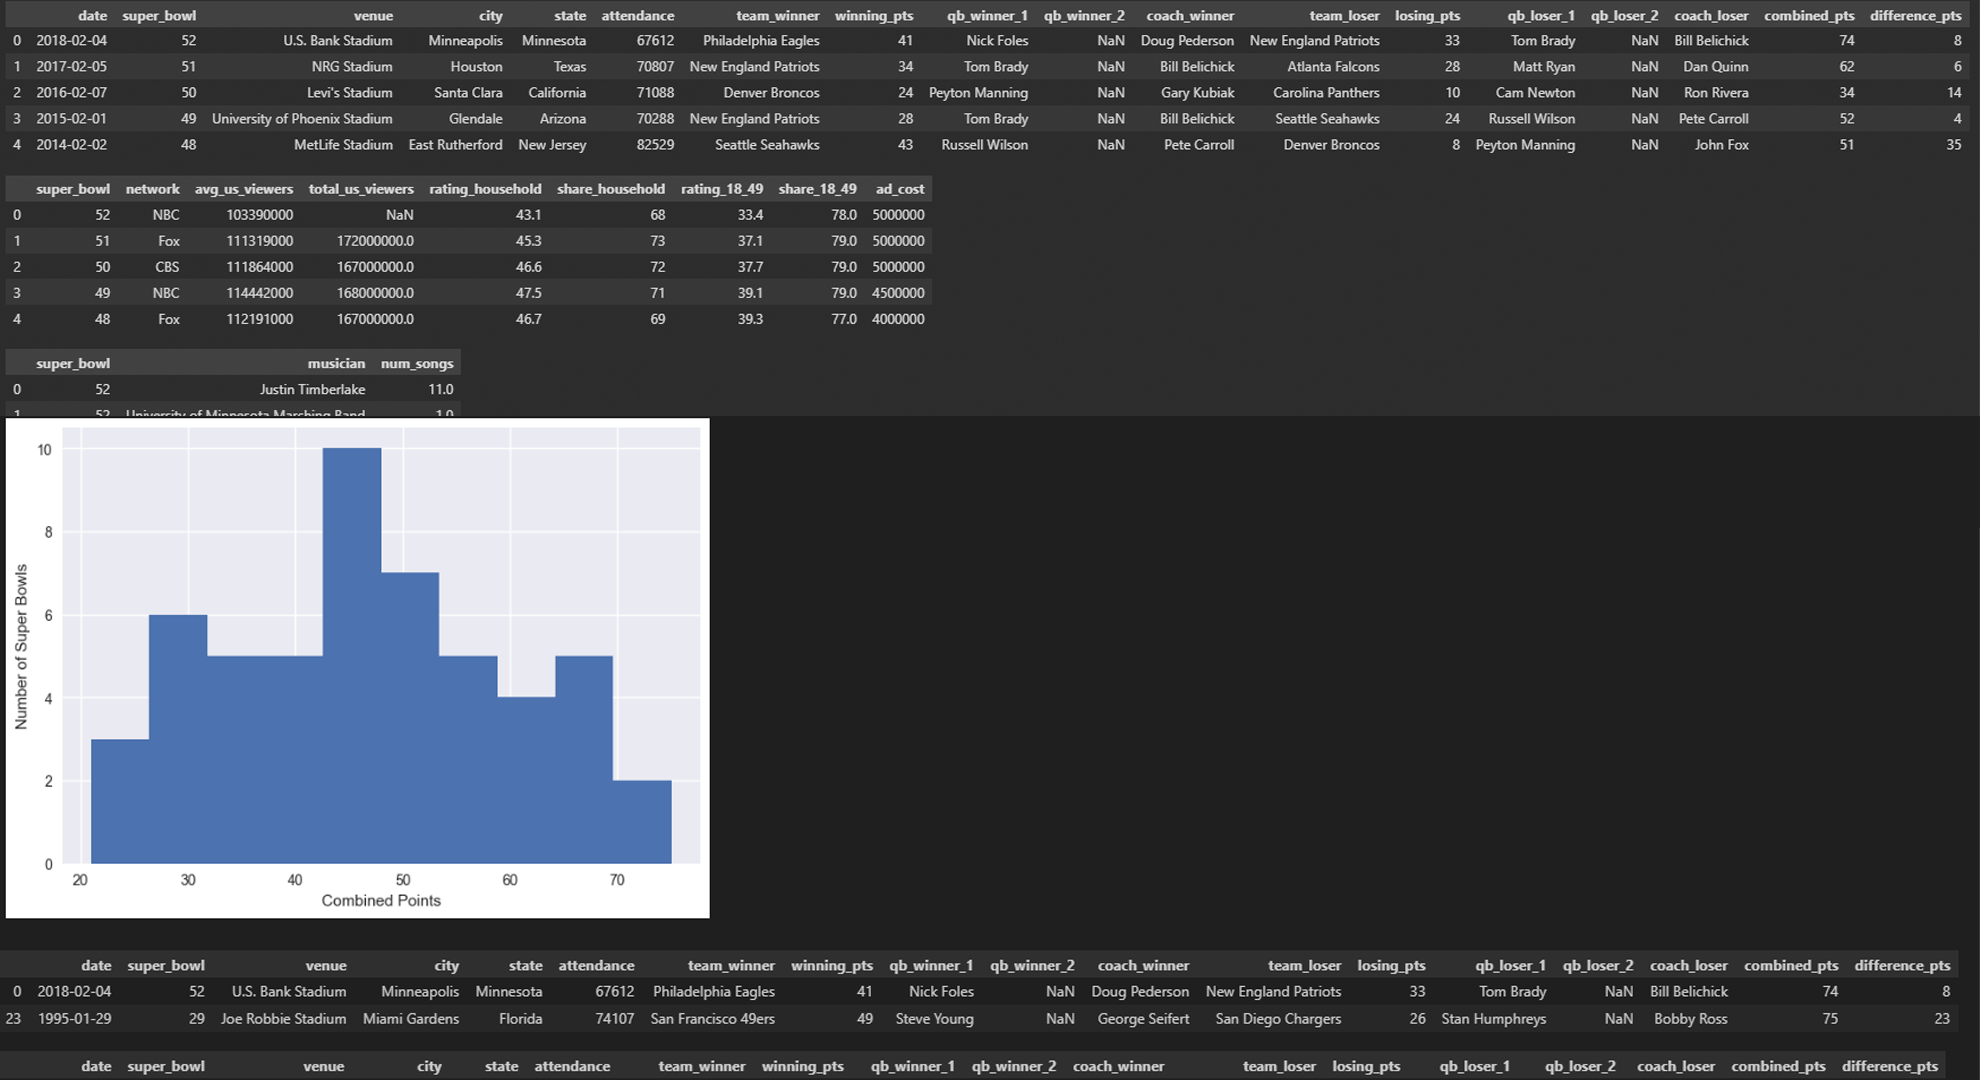 date super_bowl venue city state attendance team_winner winning_pts qb_winner_1 qb_winner_2 coach_winner team_loser losing_pts qb_loser_1 qb_loser_2 coach_loser combined_pts difference_pts
0 2018-02-04 52 U.S. Bank Stadium Minneapolis Minnesota 67612 Philadelphia Eagles 41 Nick Foles NaN Doug Pederson New England Patriots 33 Tom Brady NaN Bill Belichick 74 8
1 2017-02-05 51 NRG Stadium Houston Texas 70807 New England Patriots 34 Tom Brady NaN Bill Belichick Atlanta Falcons 28 Matt Ryan NaN Dan Quinn 62 6
2 2016-02-07 50 Levi's Stadium Santa Clara California 71088 Denver Broncos 24 Peyton Manning NaN Gary Kubiak Carolina Panthers 10 Cam Newton NaN Ron Rivera 34 14
3 2015-02-01 49 University of Phoenix Stadium Glendale Arizona 70288 New England Patriots 28 Tom Brady NaN Bill Belichick Seattle Seahawks 24 Russell Wilson NaN Pete Carroll 52 4
4 2014-02-02 48 MetLife Stadium East Rutherford New Jersey 82529 Seattle Seahawks 43 Russell Wilson NaN Pete Carroll Denver Broncos 8 Peyton Manning NaN John Fox 51 35
super_bowl network avg_us_viewers total_us_viewers rating_household share_household rating_18_49 share_18_49 ad_cost
0 52 NBC 103390000 NaN 43.1 68 33.4 78.0 5000000
1 51 Fox 111319000 172000000.0 45.3 73 37.1 79.0 5000000
2 50 CBS 111864000 167000000.0 46.6 72 37.7 79.0 5000000
3 49 NBC 114442000 168000000.0 47.5 71 39.1 79.0 4500000
4 48 Fox 112191000 167000000.0 46.7 69 39.3 77.0 4000000
super_bowl musician num_songs
0 52 Justin Timberlake 11.0
1 52 University of Minnesota Marching Band 1.0
10
8
6
4
2
0
Number of Super Bowls
20 30 40 50 60 70
Combined Points
date super_bowl venue city state attendance team_winner winning_pts qb_winner_1 qb_winner_2 coach_winner team_loser losing_pts qb_loser_1 qb_loser_2 coach_loser combined_pts difference_pts
0 2018-02-04 52 U.S. Bank Stadium Minneapolis Minnesota 67612 Philadelphia Eagles 41 Nick Foles NaN Doug Pederson New England Patriots 33 Tom Brady NaN Bill Belichick 74 8
23 1995-01-29 29 Joe Robbie Stadium Miami Gardens Florida 74107 San Francisco 49ers 49 Steve Young NaN George Seifert San Diego Chargers 26 Stan Humphreys NaN Bobby Ross 75 23
date super_bowl venue city state attendance team_winner winning_pts qb_winner_1 qb_winner_2 coach_winner team_loser losing_pts qb_loser_1 qb_loser_2 coach_loser combined_pts difference_pts